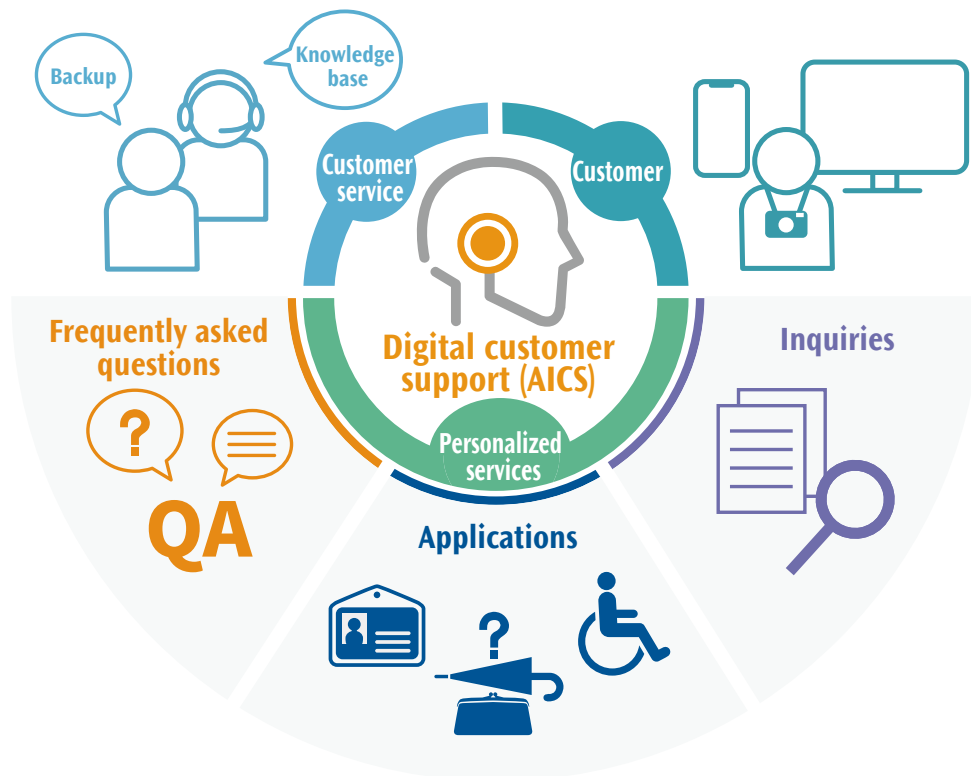 Backup
Knowledge
base
Customer
service
Customer
Digital customer
support (AICS)
Personalized
services
Frequently asked
questions
?
QA
Applications
?
Inquiries